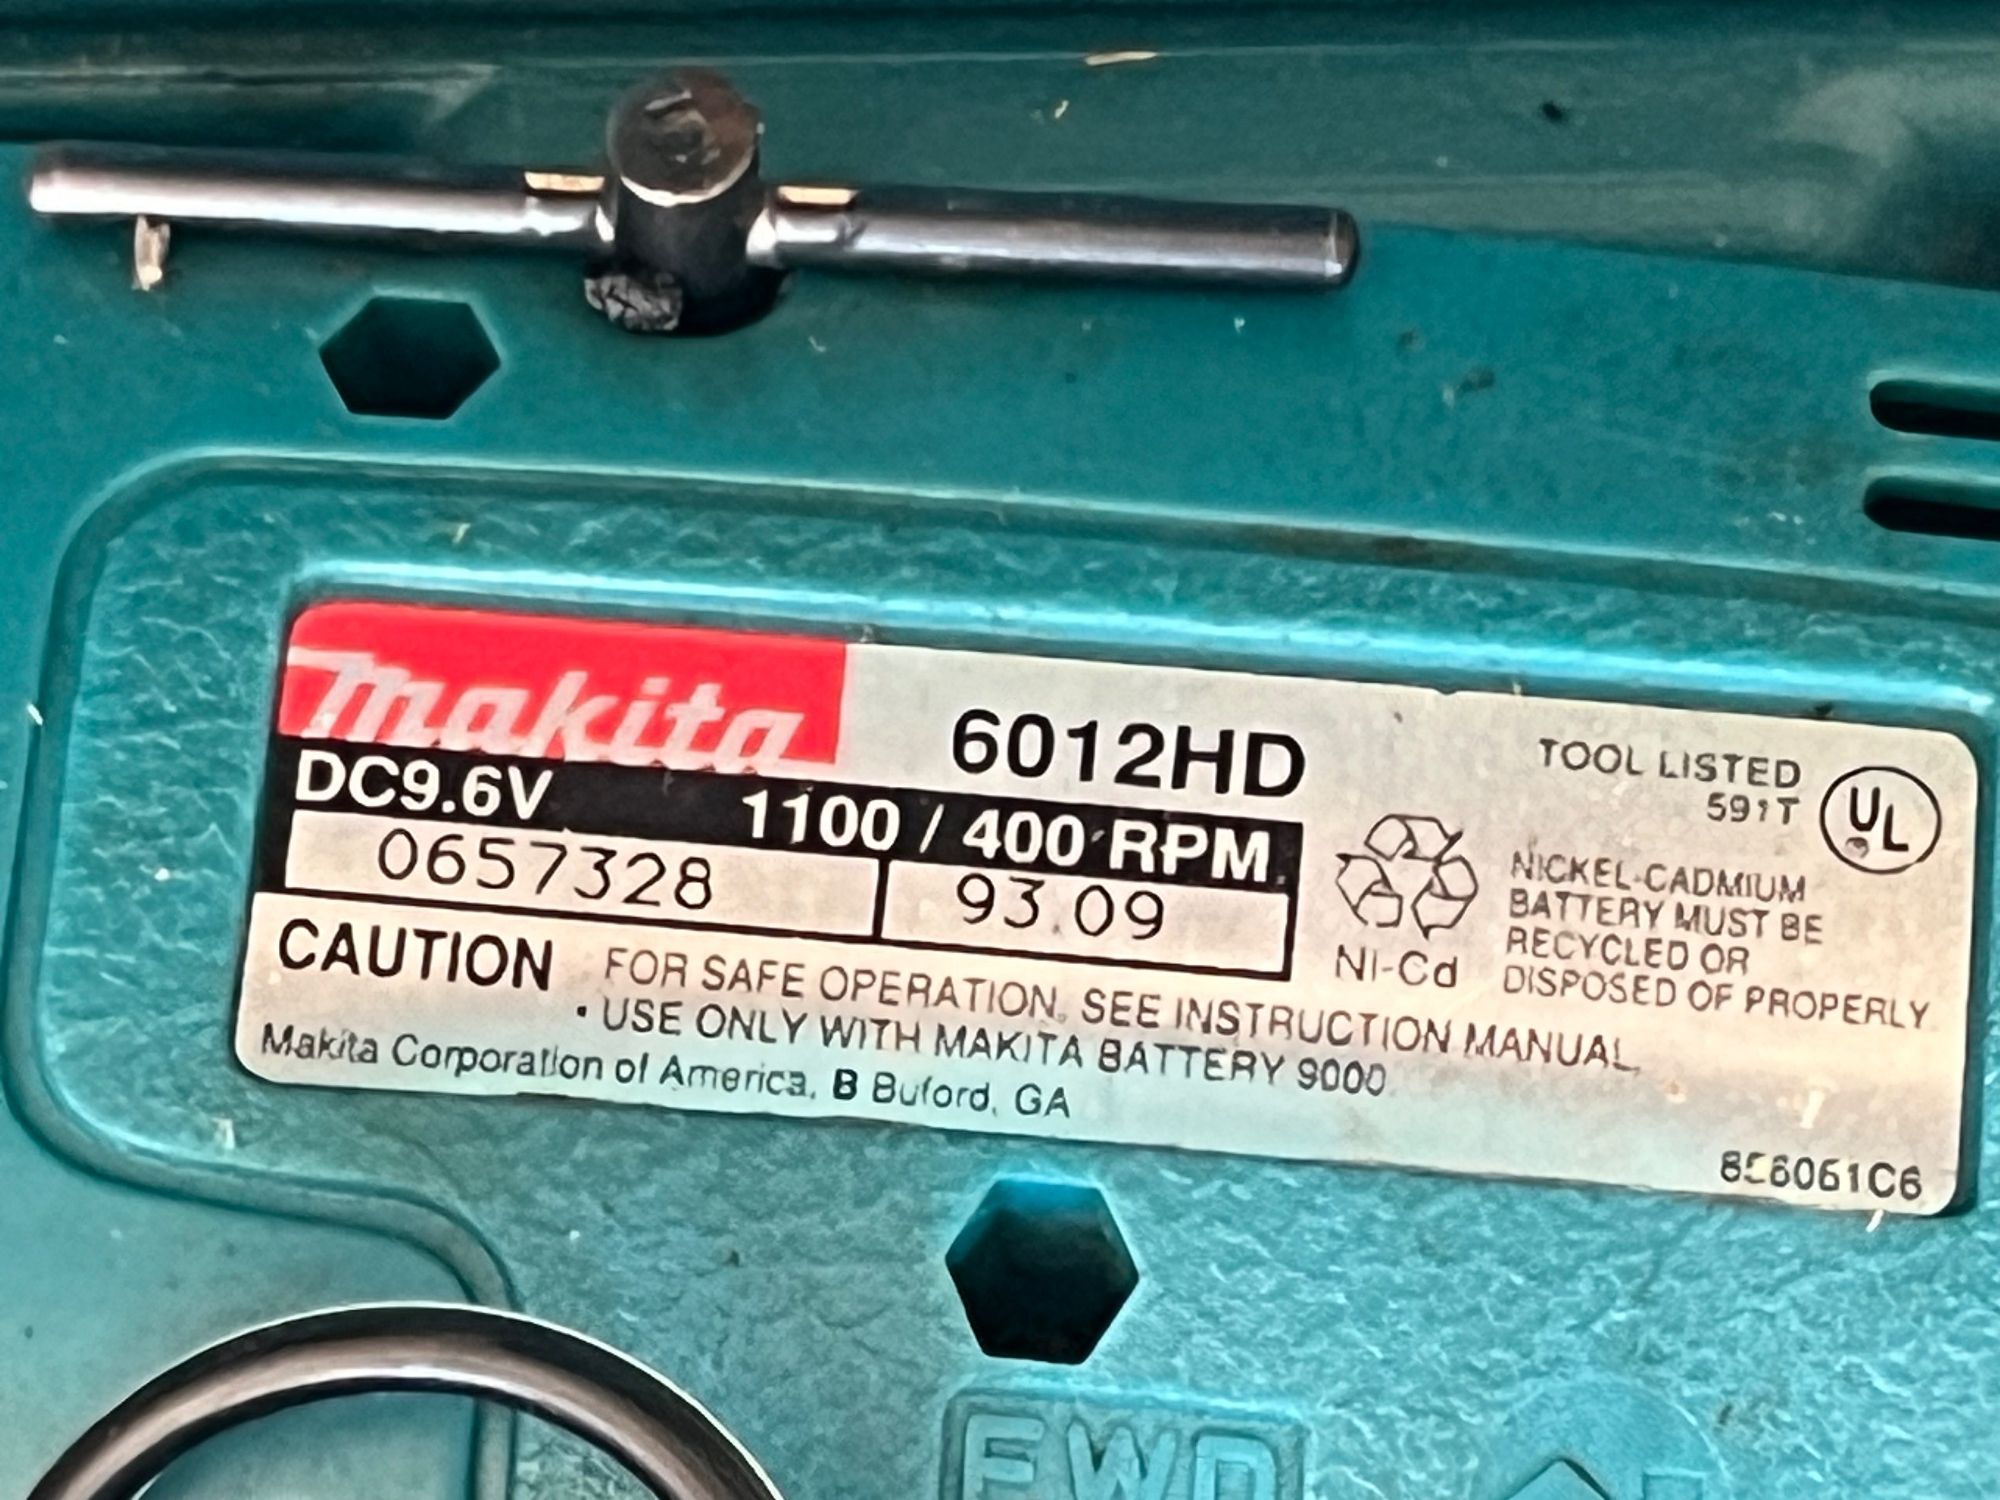 makita
6012HD
DC9.6V 1100 / 400 RPM
0657328 93.09
TOOL LISTED
591T
UL
Ni-Cd
NICKEL-CADMIUM
BATTERY MUST BE
RECYCLED OR
DISPOSED OF PROPERLY
CAUTION FOR SAFE OPERATION, SEE INSTRUCTION MANUAL.
• USE ONLY WITH MAKITA BATTERY 9000
Makita Corporation of America, B Buford, GA
FWD